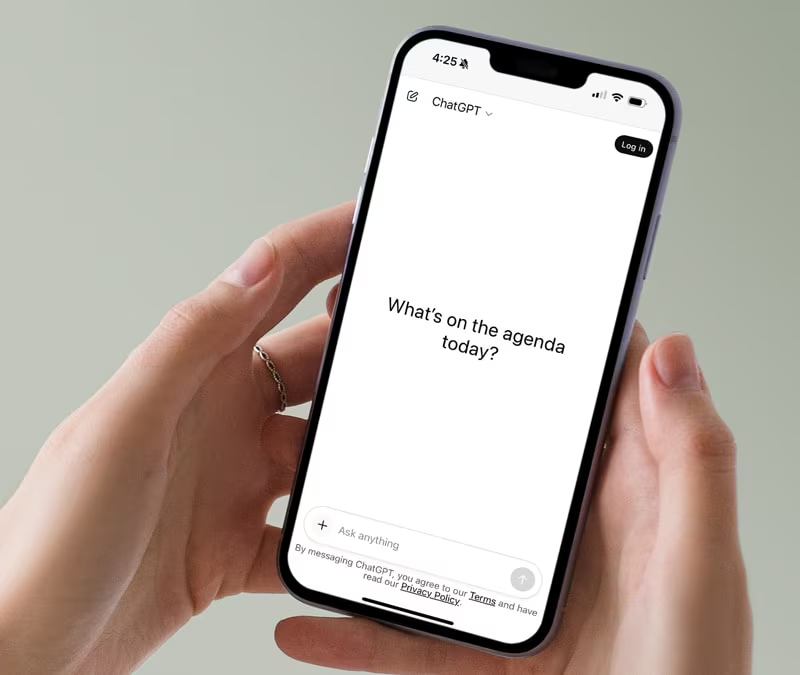 4:25
ChatGPT
Log in
What's on the agenda
today?
Ask anything
By messaging ChatGPT, you agree to our Terms and have
read our Privacy Policy.